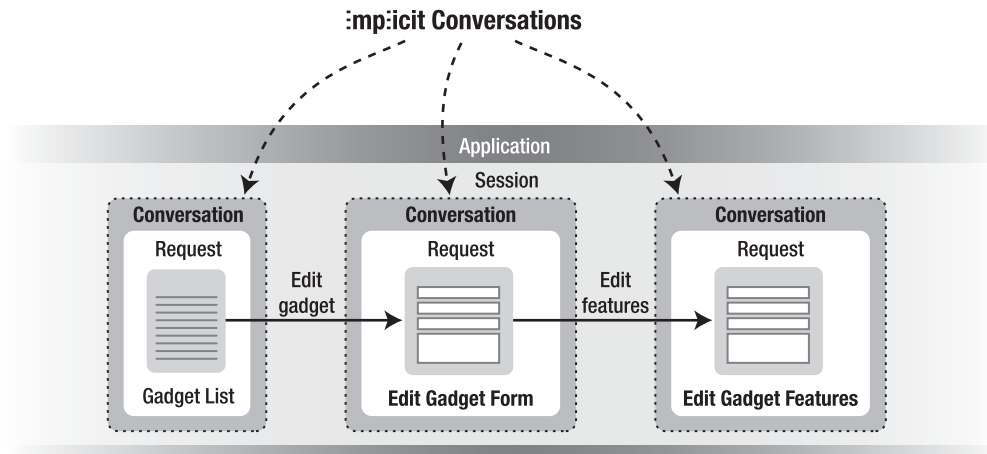 Implicit Conversations
Application
Session
Conversation
Request
Gadget List
Edit
gadget
Conversation
Request
Edit Gadget Form
Edit
features
Conversation
Request
Edit Gadget Features